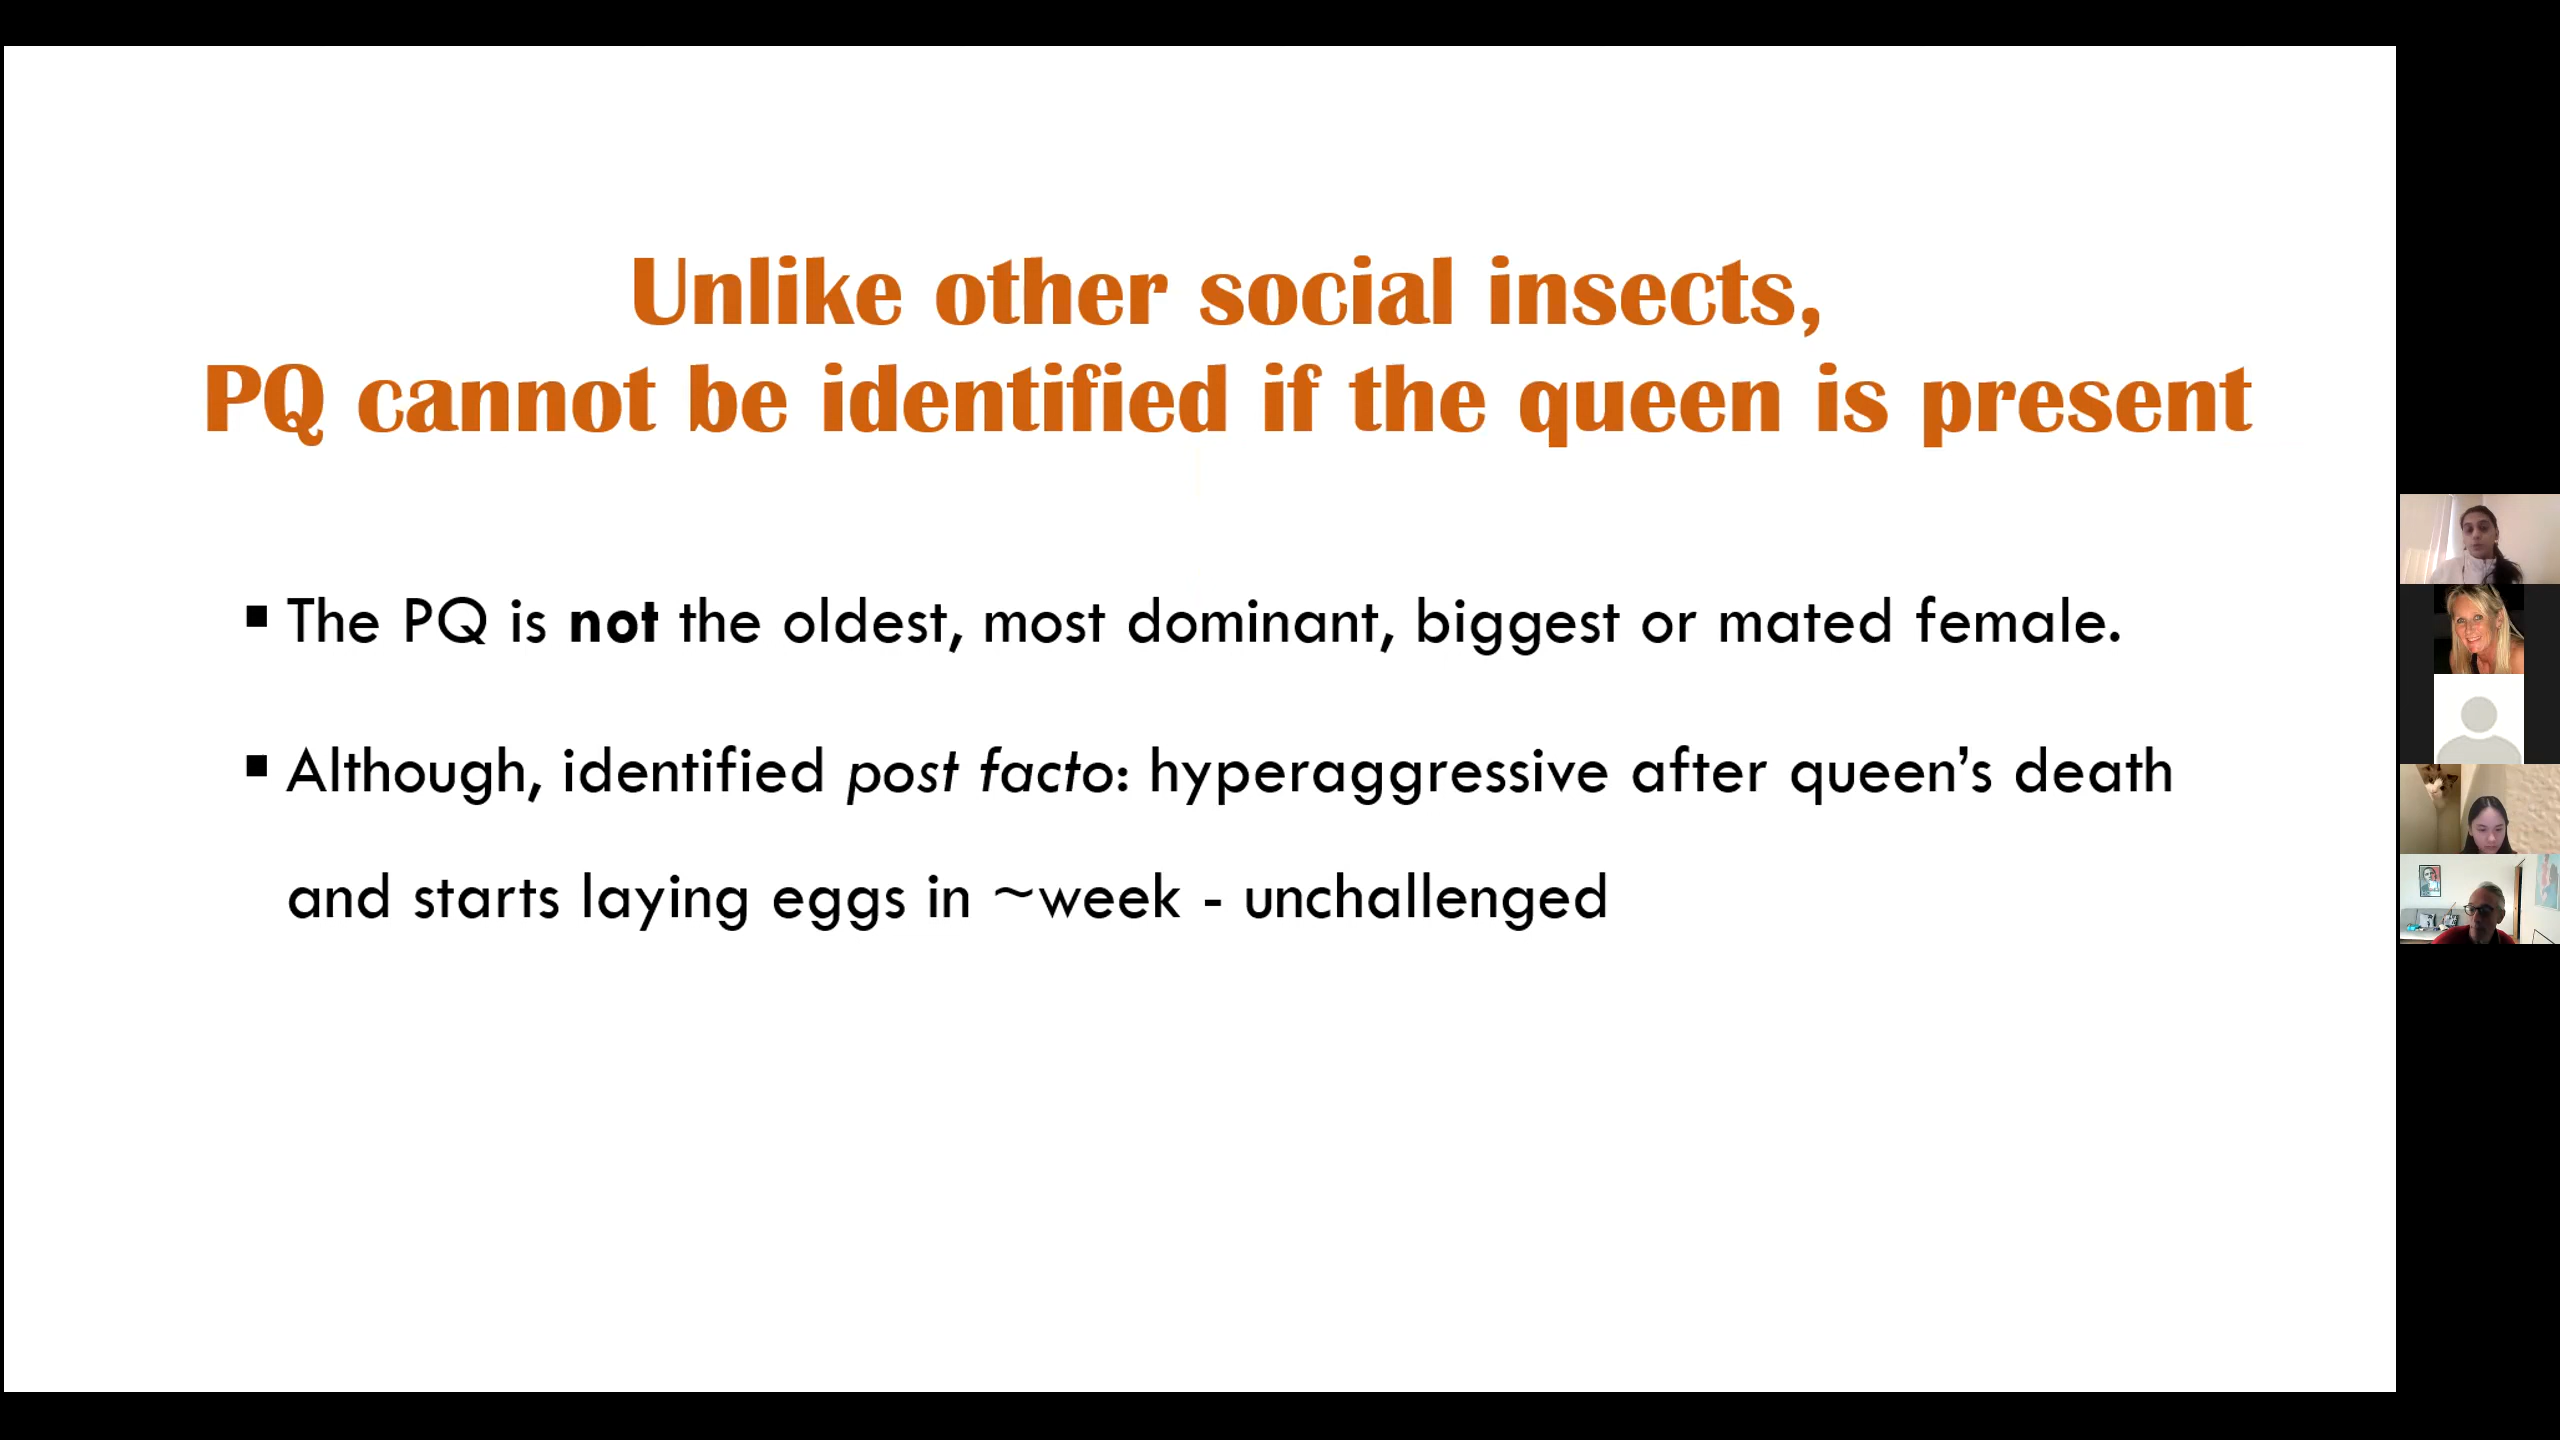 Unlike other social insects,
PQ cannot be identified if the queen is present
▪ The PQ is not the oldest, most dominant, biggest or mated female.
▪ Although, identified post facto: hyperaggressive after queen’s death
and starts laying eggs in ~week - unchallenged